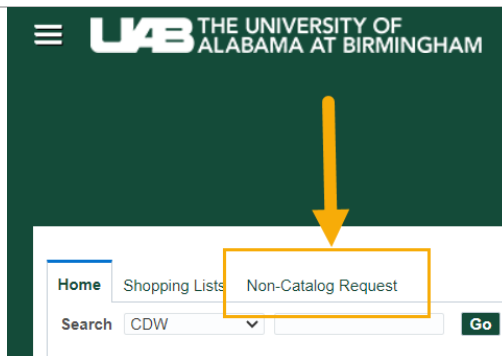 UAB THE UNIVERSITY OF
ALABAMA AT BIRMINGHAM
Home Shopping Lists Non-Catalog Request
Search CDW Go